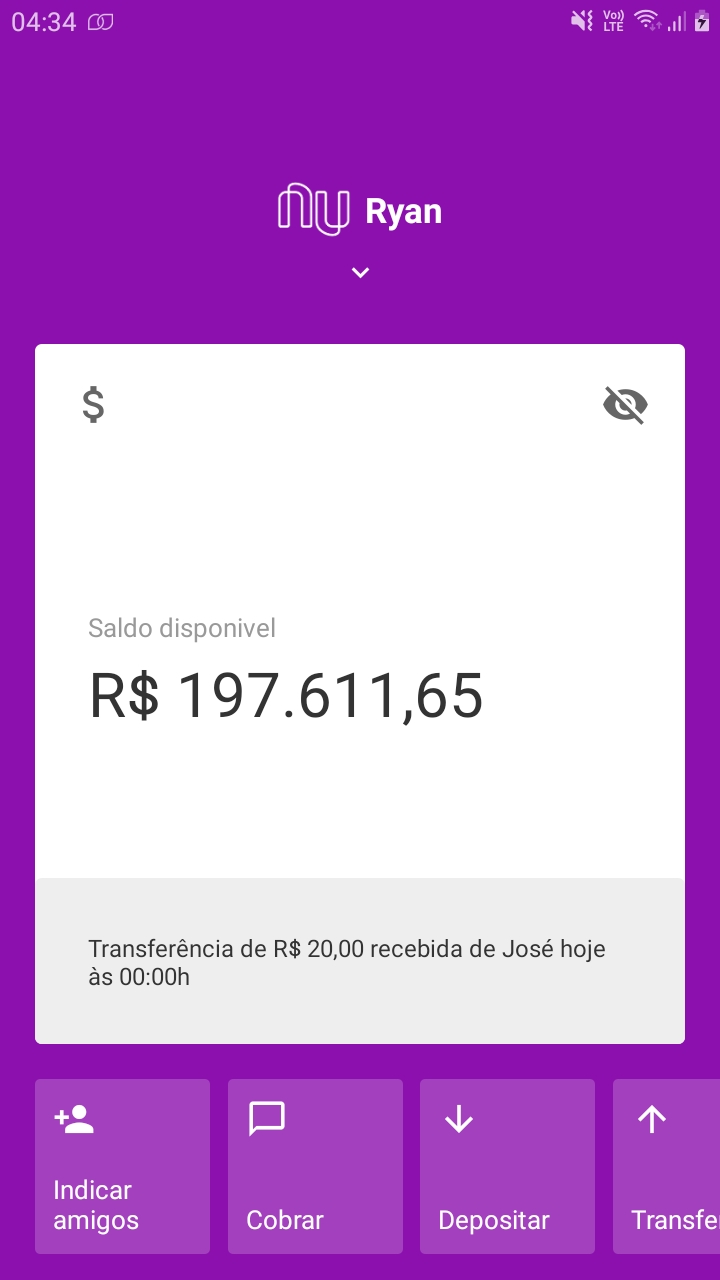 04:34
Vo))
LTE
nu Ryan
$
Saldo disponivel
R$ 197.611,65
Transferência de R$ 20,00 recebida de José hoje
às 00:00h
Indicar
amigos
Cobrar
Depositar
Transfe